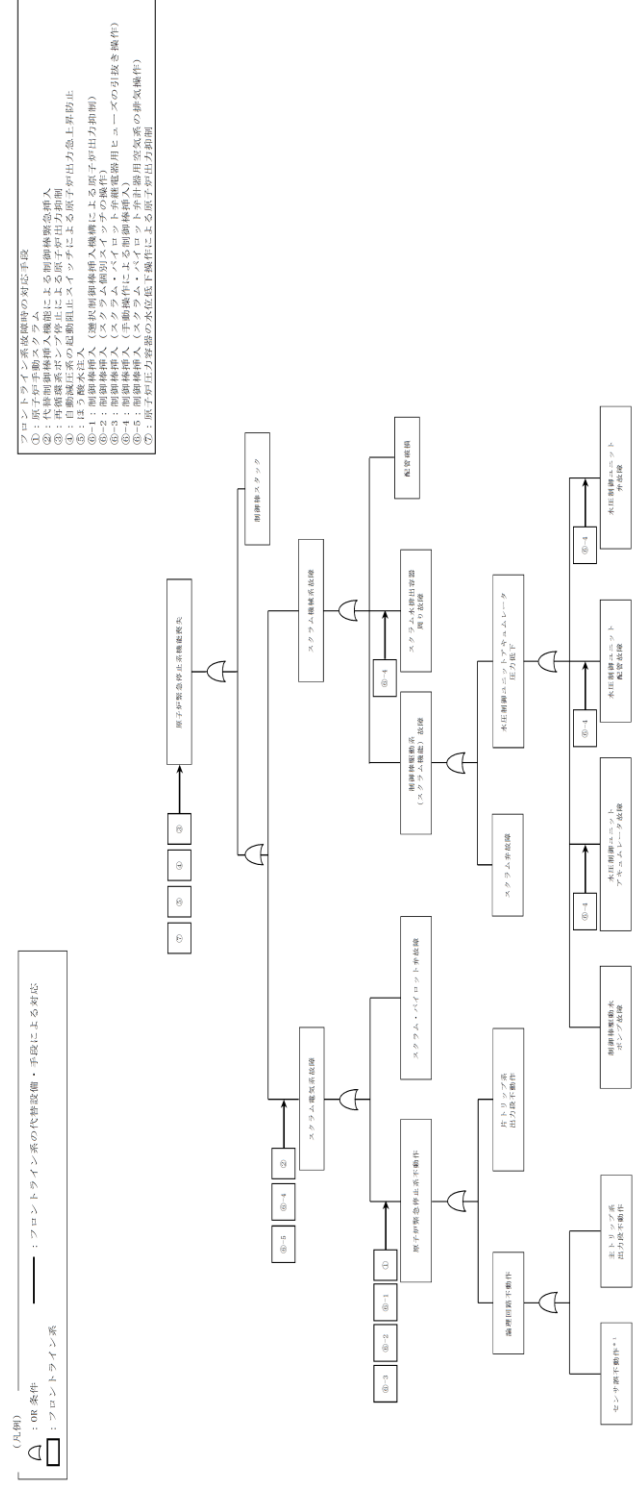 (凡例)
：OR 条件
：フロントライン系の代替設備・手段による対応
：フロントライン系
フロントライン系故障時の対応手段
①：原子炉手動スクラム
②：代替制御棒挿入機能による制御棒緊急挿入
③：再循環系ポンプ停止による原子炉出力抑制
④：自動減圧系の起動阻止スイッチによる原子炉出力急上昇防止
⑤：ほう酸水注入
⑥-1：制御棒挿入（選択制御棒挿入機構による原子炉出力抑制）
⑥-2：制御棒挿入（スクラム個別スイッチの操作）
⑥-3：制御棒挿入（スクラム・パイロット弁継電器用ヒューズの引抜き操作）
⑥-4：制御棒挿入（手動操作による制御棒挿入）
⑥-5：制御棒挿入（スクラム・パイロット弁計器用空気系の排気操作）
⑦：原子炉圧力容器の水位低下操作による原子炉出力抑制
⑦ ⑤ ④ ③
原子炉緊急停止系機能喪失
制御棒スタック
⑥-5 ⑥-4 ②
スクラム電気系故障
スクラム機械系故障
⑥-3 ⑥-2 ⑥-1 ①
原子炉緊急停止系不動作
スクラム・パイロット弁故障
制御棒駆動系
（スクラム機能）故障
⑥-4
スクラム水排出容器
周り故障
配管破損
論理回路不動作
片トリップ系
出力段不動作
スクラム弁故障
水圧制御ユニットアキュムレータ
圧力低下
センサ誤不動作*1
主トリップ系
出力段不動作
制御棒駆動水
ポンプ故障
⑥-4
水圧制御ユニット
アキュムレータ故障
⑥-4
水圧制御ユニット
配管故障
⑥-4
水圧制御ユニット
弁故障